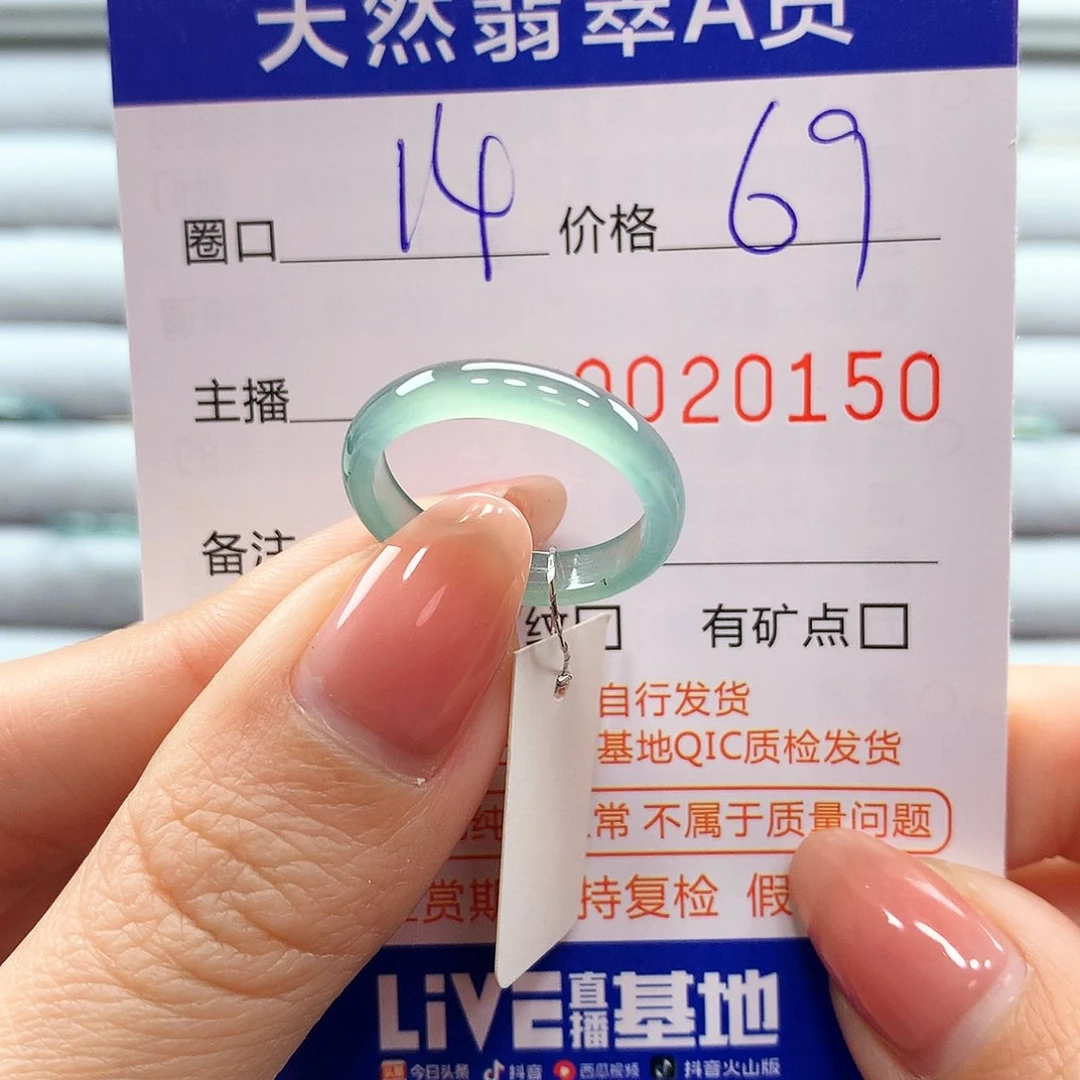 天然翡翠A货
圈口 14 价格 69
主播 0020150
备注
纹□ 有矿点□
自行发货
基地QIC质检发货
纯 常 不属于质量问题
赏期 持复检 假
LiVE直播基地
今日头条 抖音 西瓜视频 抖音火山版